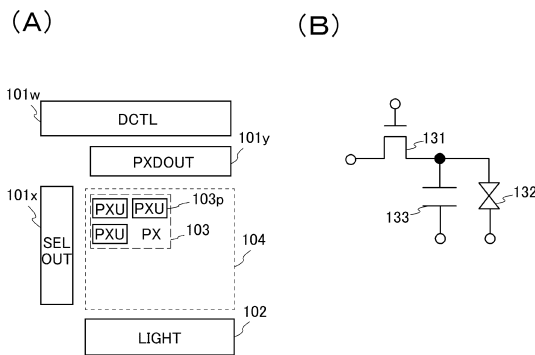 (A)
(B)
101w
DCTL
101y
PXDOUT
101x
SEL
OUT
PXU PXU
PXU PX
103p
103
104
102
LIGHT
131
132
133